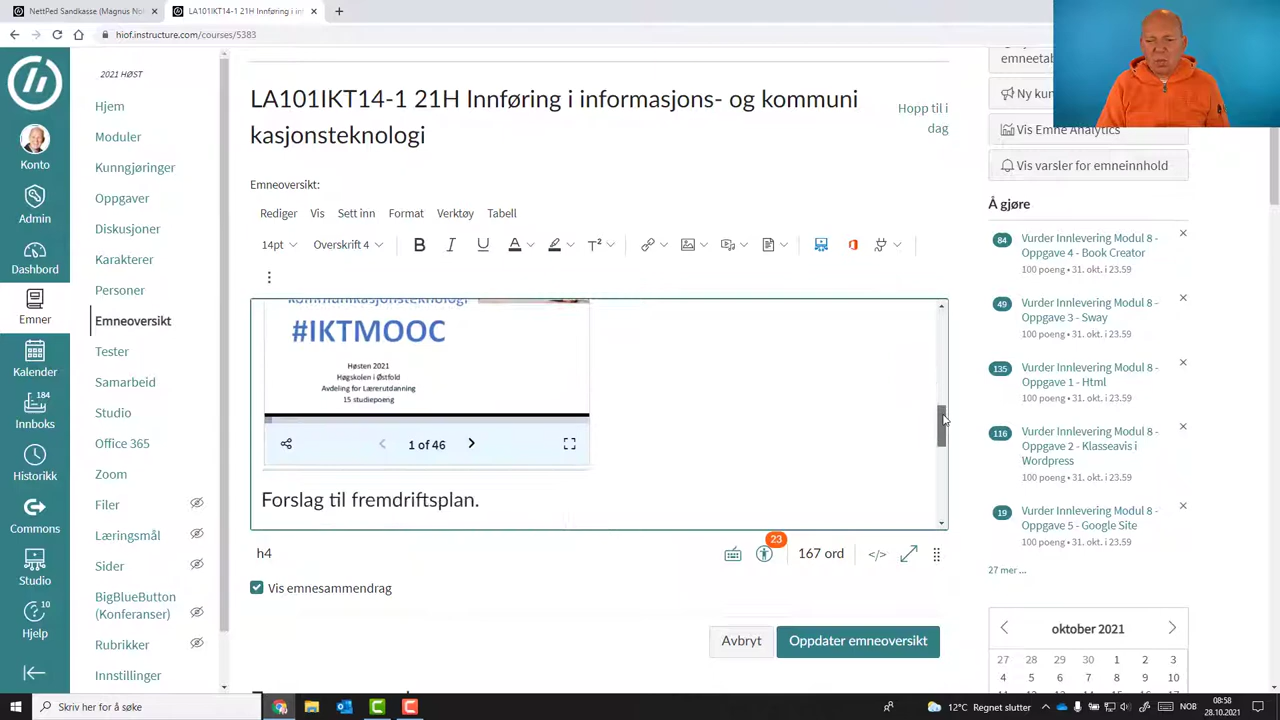 NettPed Sandkasse (Magnus No
LA101IKT14-1 21H Innføring i inf
hiof.instructure.com/courses/5383
Konto
Admin
Dashbord
Emner
Kalender
184
Innboks
Historikk
Commons
Studio
10
Hjelp
2021 HØST
Hjem
Moduler
Kunngjøringer
Oppgaver
Diskusjoner
Karakterer
Personer
Emneoversikt
Tester
Samarbeid
Studio
Office 365
Zoom
Filer
Læringsmål
Sider
BigBlueButton
(Konferanser)
Rubrikker
Innstillinger
LA101IKT14-1 21H Innføring i informasjons- og kommuni
kasjonsteknologi
Hopp til i
dag
Emneoversikt:
Rediger Vis Sett inn Format Verktøy Tabell
14pt Overskrift 4 B I U A T²
kommunikasjonsteknologi
#IKTMOOC
Høsten 2021
Høgskolen i Østfold
Avdeling for Lærerutdanning
15 studiepoeng
1 of 46
Forslag til fremdriftsplan.
h4
23
167 ord
</>
Vis emnesammendrag
Avbryt
Oppdater emneoversikt
emneetab
Ny kun
Vis Emne Analytics
Vis varsler for emneinnhold
Å gjøre
84
Vurder Innlevering Modul 8 -
Oppgave 4 - Book Creator
100 poeng • 31. okt. i 23.59
49
Vurder Innlevering Modul 8 -
Oppgave 3 - Sway
100 poeng • 31. okt. i 23.59
135
Vurder Innlevering Modul 8 -
Oppgave 1 - Html
100 poeng • 31. okt. i 23.59
116
Vurder Innlevering Modul 8 -
Oppgave 2 - Klasseavis i
Wordpress
100 poeng • 31. okt. i 23.59
19
Vurder Innlevering Modul 8 -
Oppgave 5 - Google Site
100 poeng • 31. okt. i 23.59
27 mer ...
oktober 2021
27 28 29 30 1 2 3
4 5 6 7 8 9 10
Skriv her for å søke
12°C Regnet slutter
NOB
08:58
28.10.2021